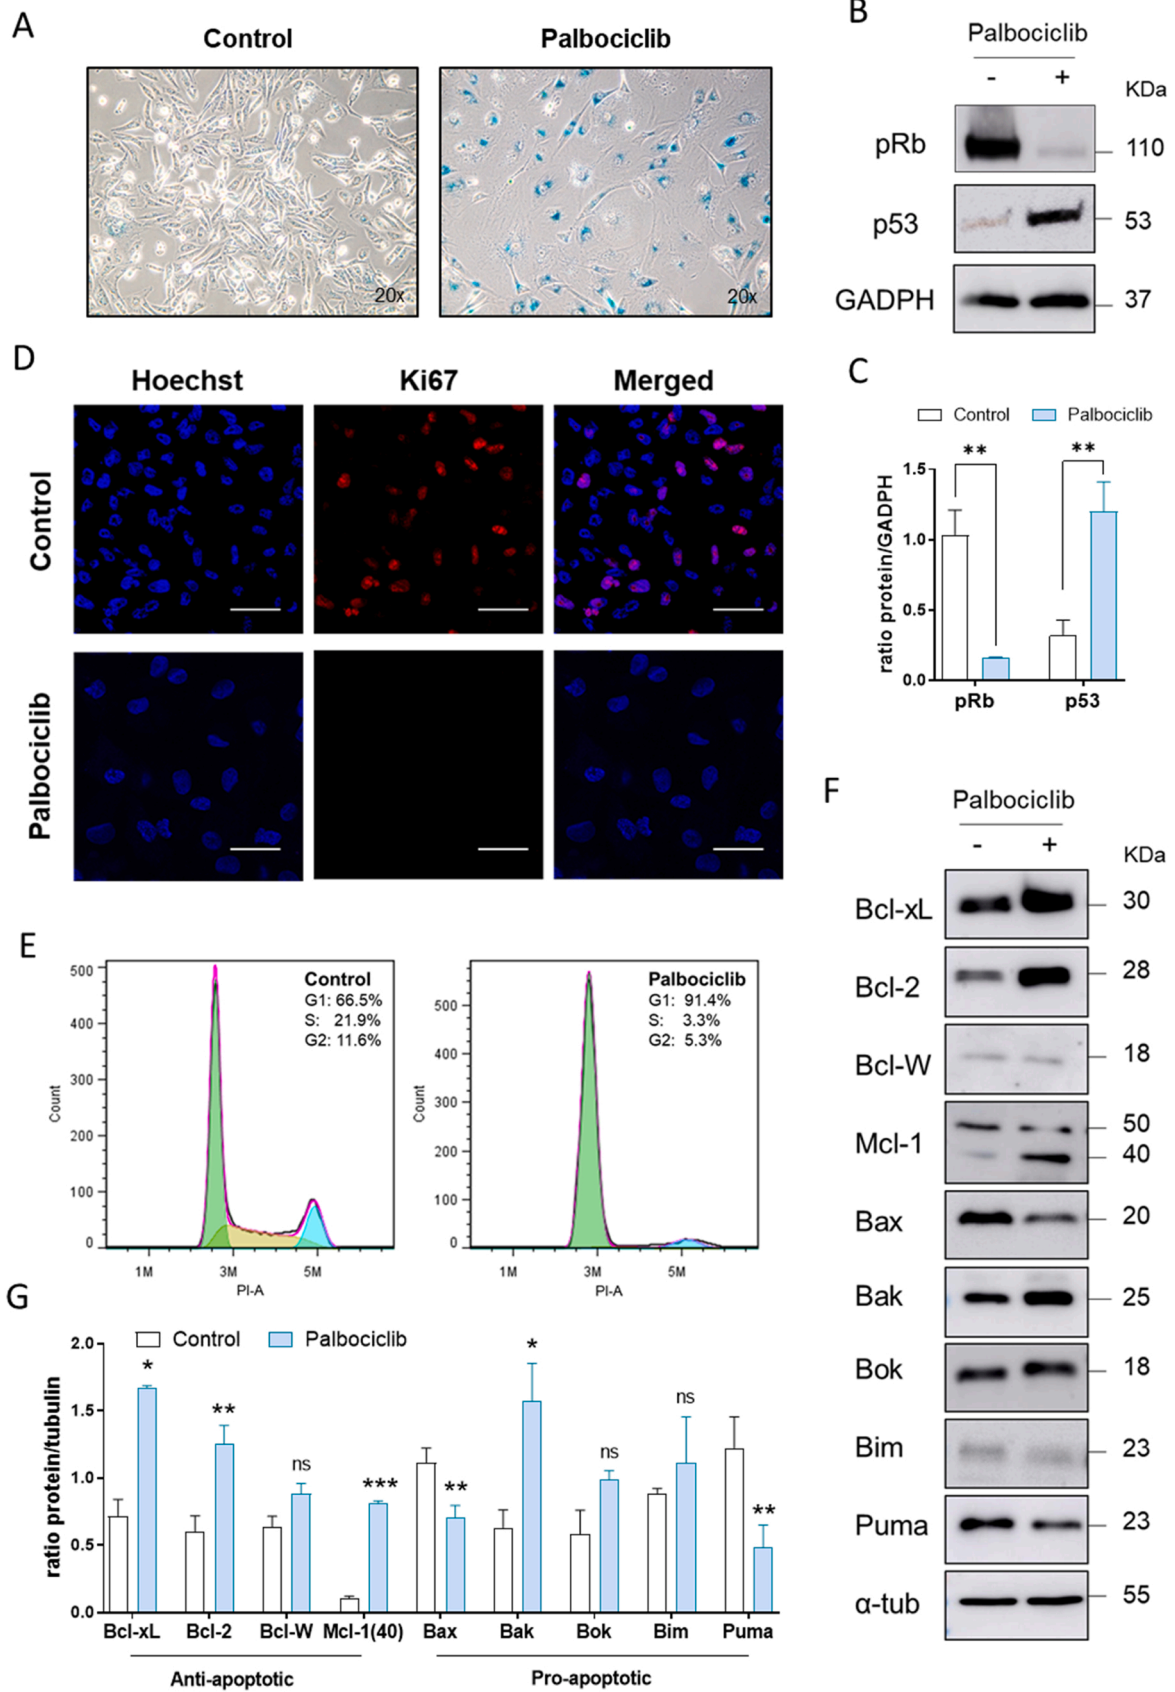 A
Control
Palbociclib
20x
20x
B
Palbociclib
- +
KDa
pRb
110
p53
53
GADPH
37
C
Control
Palbociclib
**
**
ratio protein/GADPH
1.5
1.0
0.5
0.0
pRb
p53
D
Hoechst
Ki67
Merged
Control
Palbociclib
E
Control
G1: 66.5%
S: 21.9%
G2: 11.6%
Count
500
400
300
200
100
0
1M
3M
5M
PI-A
Palbociclib
G1: 91.4%
S: 3.3%
G2: 5.3%
Count
500
400
300
200
100
0
1M
3M
5M
PI-A
F
Palbociclib
- +
KDa
Bcl-xL
30
Bcl-2
28
Bcl-W
18
Mcl-1
50
40
Bax
20
Bak
25
Bok
18
Bim
23
Puma
23
α-tub
55
G
Control
Palbociclib
ratio protein/tubulin
2.0
1.5
1.0
0.5
0.0
*
**
ns
***
**
*
ns
ns
**
Bcl-xL
Bcl-2
Bcl-W
Mcl-1(40)
Bax
Bak
Bok
Bim
Puma
Anti-apoptotic
Pro-apoptotic